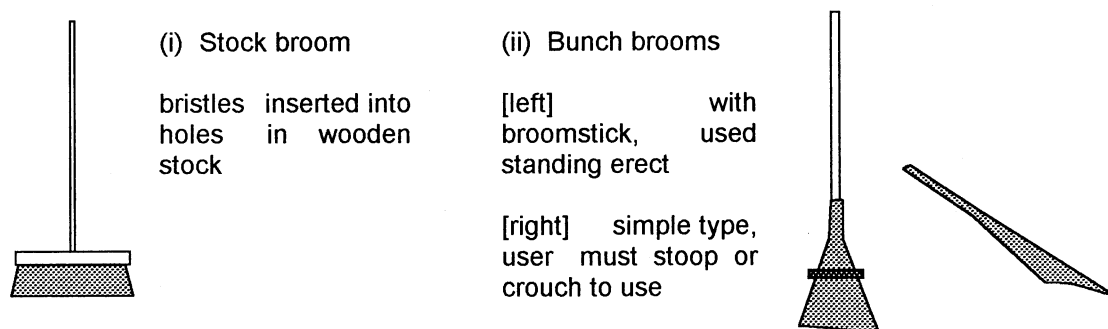 (i) Stock broom
bristles inserted into
holes in wooden
stock
(ii) Bunch brooms
[left] with
broomstick, used
standing erect
[right] simple type,
user must stoop or
crouch to use